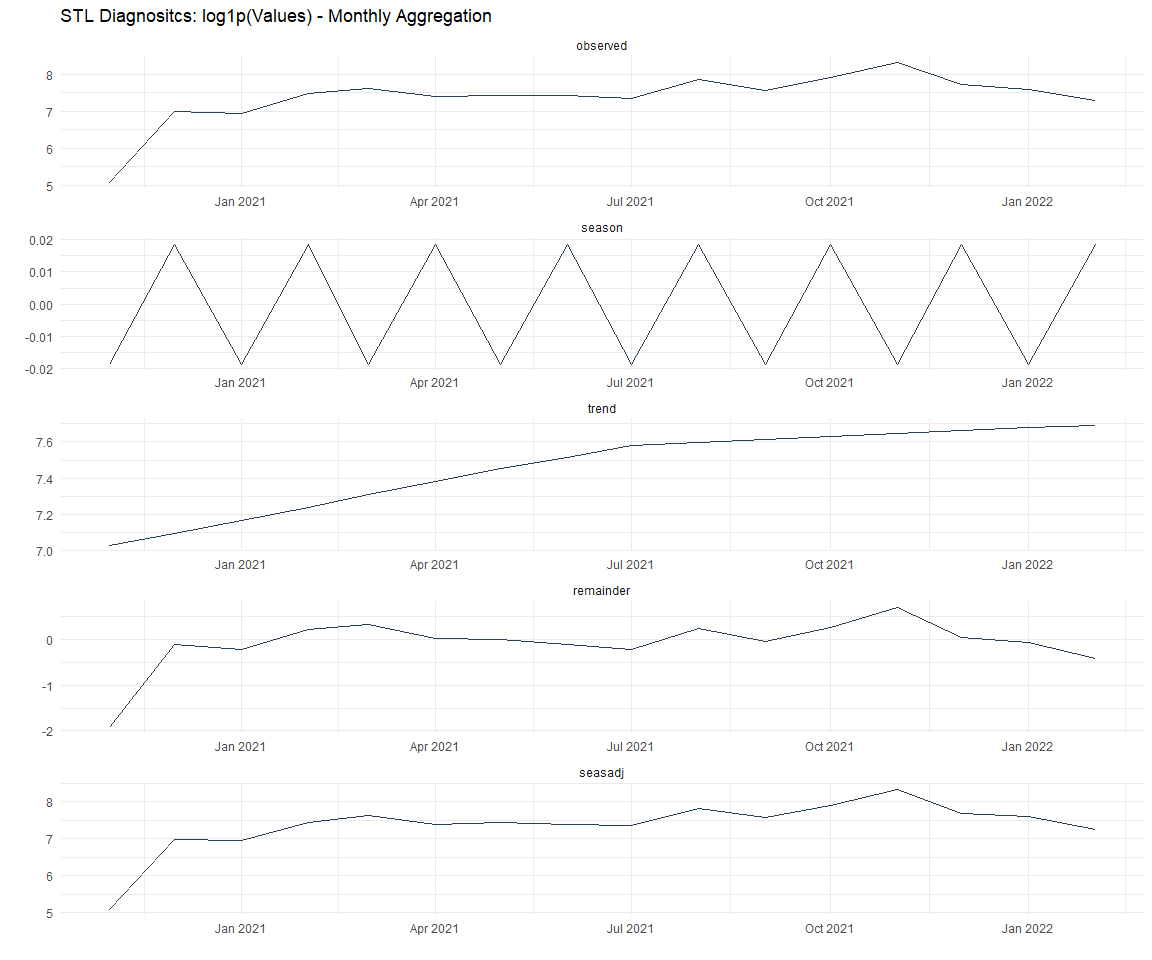 STL Diagnositcs: log1p(Values) - Monthly Aggregation
observed
8
7
6
5
Jan 2021 Apr 2021 Jul 2021 Oct 2021 Jan 2022
season
0.02
0.01
0.00
-0.01
-0.02
Jan 2021 Apr 2021 Jul 2021 Oct 2021 Jan 2022
trend
7.6
7.4
7.2
7.0
Jan 2021 Apr 2021 Jul 2021 Oct 2021 Jan 2022
remainder
0
-1
-2
Jan 2021 Apr 2021 Jul 2021 Oct 2021 Jan 2022
seasadj
8
7
6
5
Jan 2021 Apr 2021 Jul 2021 Oct 2021 Jan 2022